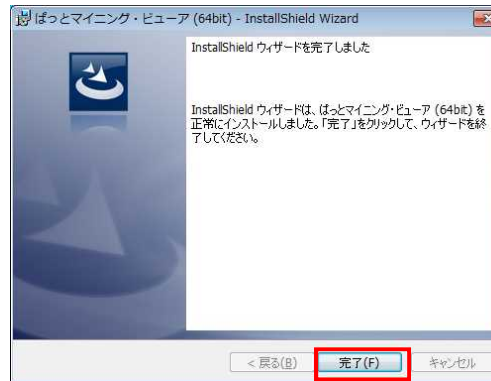 ぱっとマイニング・ビューア (64bit) - InstallShield Wizard
InstallShield ウィザードを完了しました
InstallShield ウィザードは、ぱっとマイニング・ビューア (64bit) を
正常にインストールしました。「完了」をクリックして、ウィザードを終
了してください。
< 戻る(B)
完了(F)
キャンセル